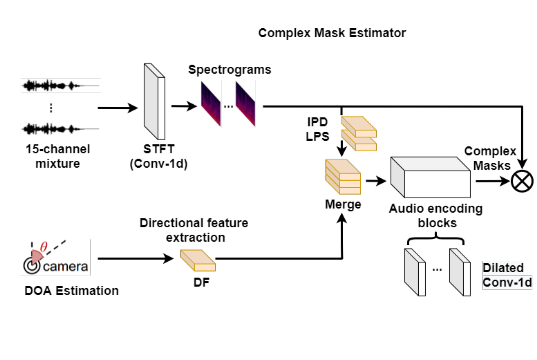 Complex Mask Estimator
Spectrograms
15-channel
mixture
STFT
(Conv-1d)
IPD
LPS
Complex
Masks
Merge
Audio encoding
blocks
Directional feature
extraction
θ
camera
DOA Estimation
DF
Dilated
Conv-1d